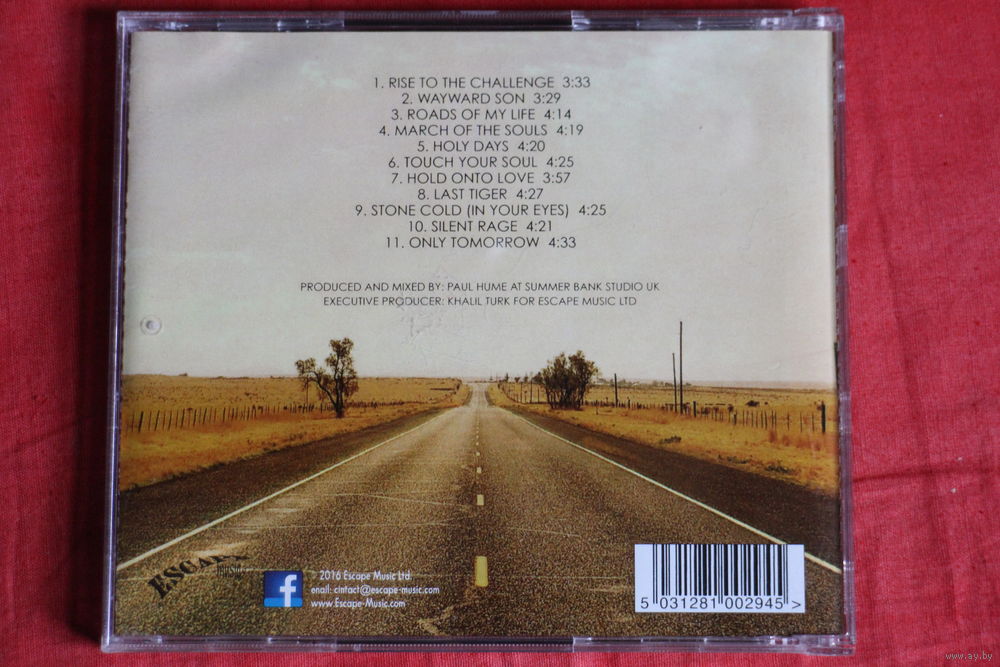 1. RISE TO THE CHALLENGE 3:33
2. WAYWARD SON 3:29
3. ROADS OF MY LIFE 4:14
4. MARCH OF THE SOULS 4:19
5. HOLY DAYS 4:20
6. TOUCH YOUR SOUL 4:25
7. HOLD ONTO LOVE 3:57
8. LAST TIGER 4:27
9. STONE COLD (IN YOUR EYES) 4:25
10. SILENT RAGE 4:21
11. ONLY TOMORROW 4:33
PRODUCED AND MIXED BY: PAUL HUME AT SUMMER BANK STUDIO UK
EXECUTIVE PRODUCER: KHALIL TURK FOR ESCAPE MUSIC LTD
ESCAPE
MUSIC
f
2016 Escape Music Ltd.
enail: cintact@escape-music.com
www.Escape-Music.com
5 031281 002945 >
www.ay.by